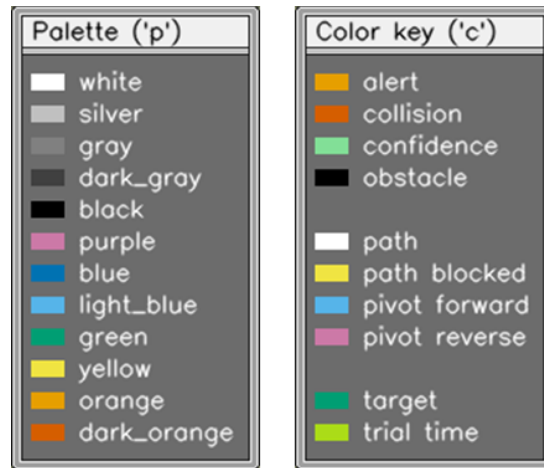 Palette ('p')
white
silver
gray
dark_gray
black
purple
blue
light_blue
green
yellow
orange
dark_orange
Color key ('c')
alert
collision
confidence
obstacle
path
path blocked
pivot forward
pivot reverse
target
trial time